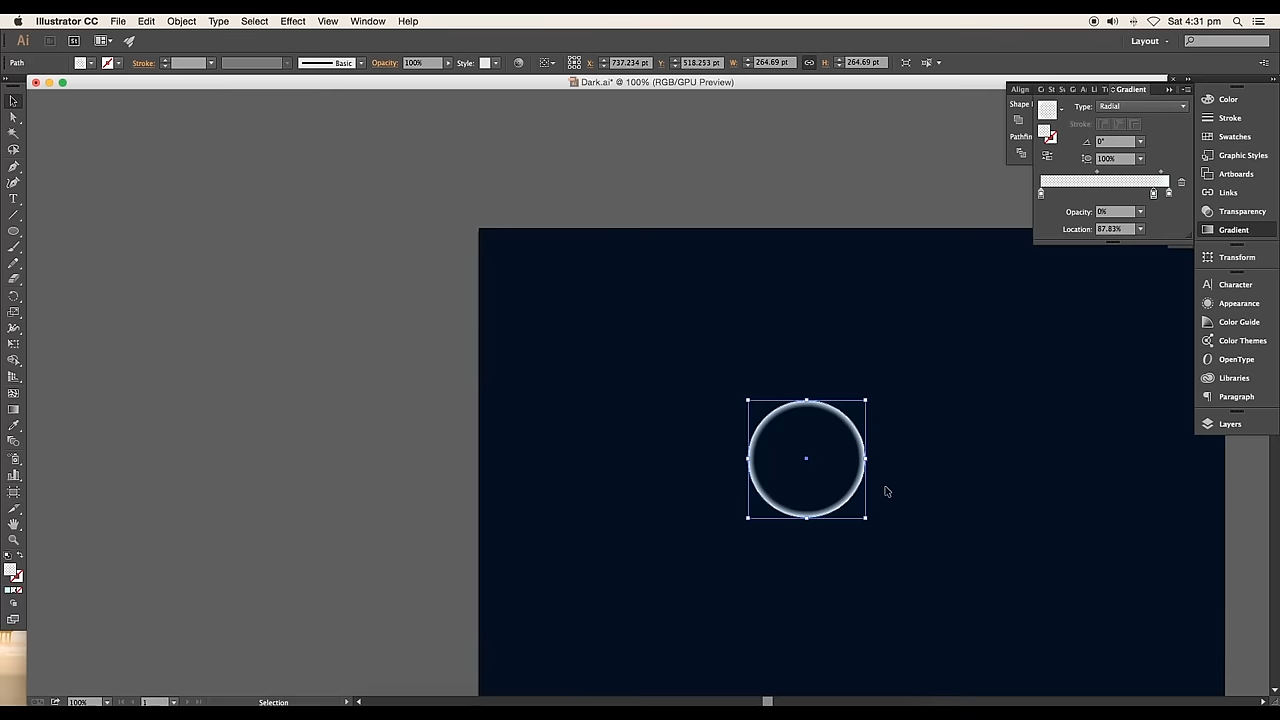 Illustrator CC File Edit Object Type Select Effect View Window Help Sat 4:31 pm
Ai St Layout
Path Stroke: Basic Opacity: 100% Style: X: 737.234 pt Y: 518.253 pt W: 264.69 pt H: 264.69 pt
Dark.ai* @ 100% (RGB/GPU Preview)
Align Gradient
Type: Radial
Stroke:
0°
100%
Opacity: 0%
Location: 87.83%
Shape
Pathfin
Color
Stroke
Swatches
Graphic Styles
Artboards
Links
Transparency
Gradient
Transform
Character
Appearance
Color Guide
Color Themes
OpenType
Libraries
Paragraph
Layers
100% 1 Selection